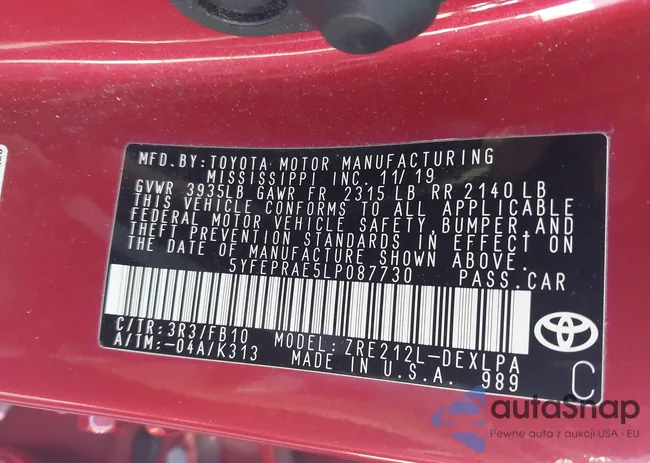 MFD.BY:TOYOTA MOTOR MANUFACTURING
MISSISSIPPI INC. 11/19
GVWR 3935LB GAWR FR 2315 LB RR 2140 LB
THIS VEHICLE CONFORMS TO ALL APPLICABLE
FEDERAL MOTOR VEHICLE SAFETY,BUMPER,AND
THEFT PREVENTION STANDARDS IN EFFECT ON
THE DATE OF MANUFACTURE SHOWN ABOVE.
5YFEPRAE5LP087730 PASS.CAR
C/TR:3R3/FB10 MODEL:ZRE212L-DEXLPA
A/TM:-04A/K313 MADE IN U.S.A. 989
C
autoSnap
Pewne auta z aukcji USA i EU